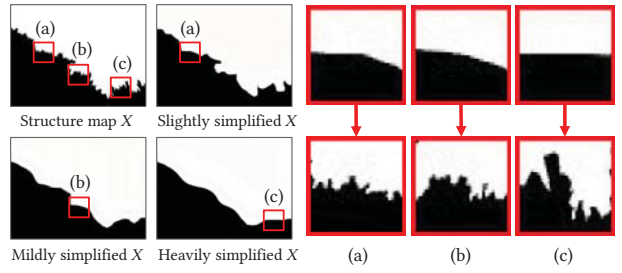 (a)
(b)
(c)
(a)
Structure map X
Slightly simplified X
(b)
(c)
Mildly simplified X
Heavily simplified X
(a)
(b)
(c)